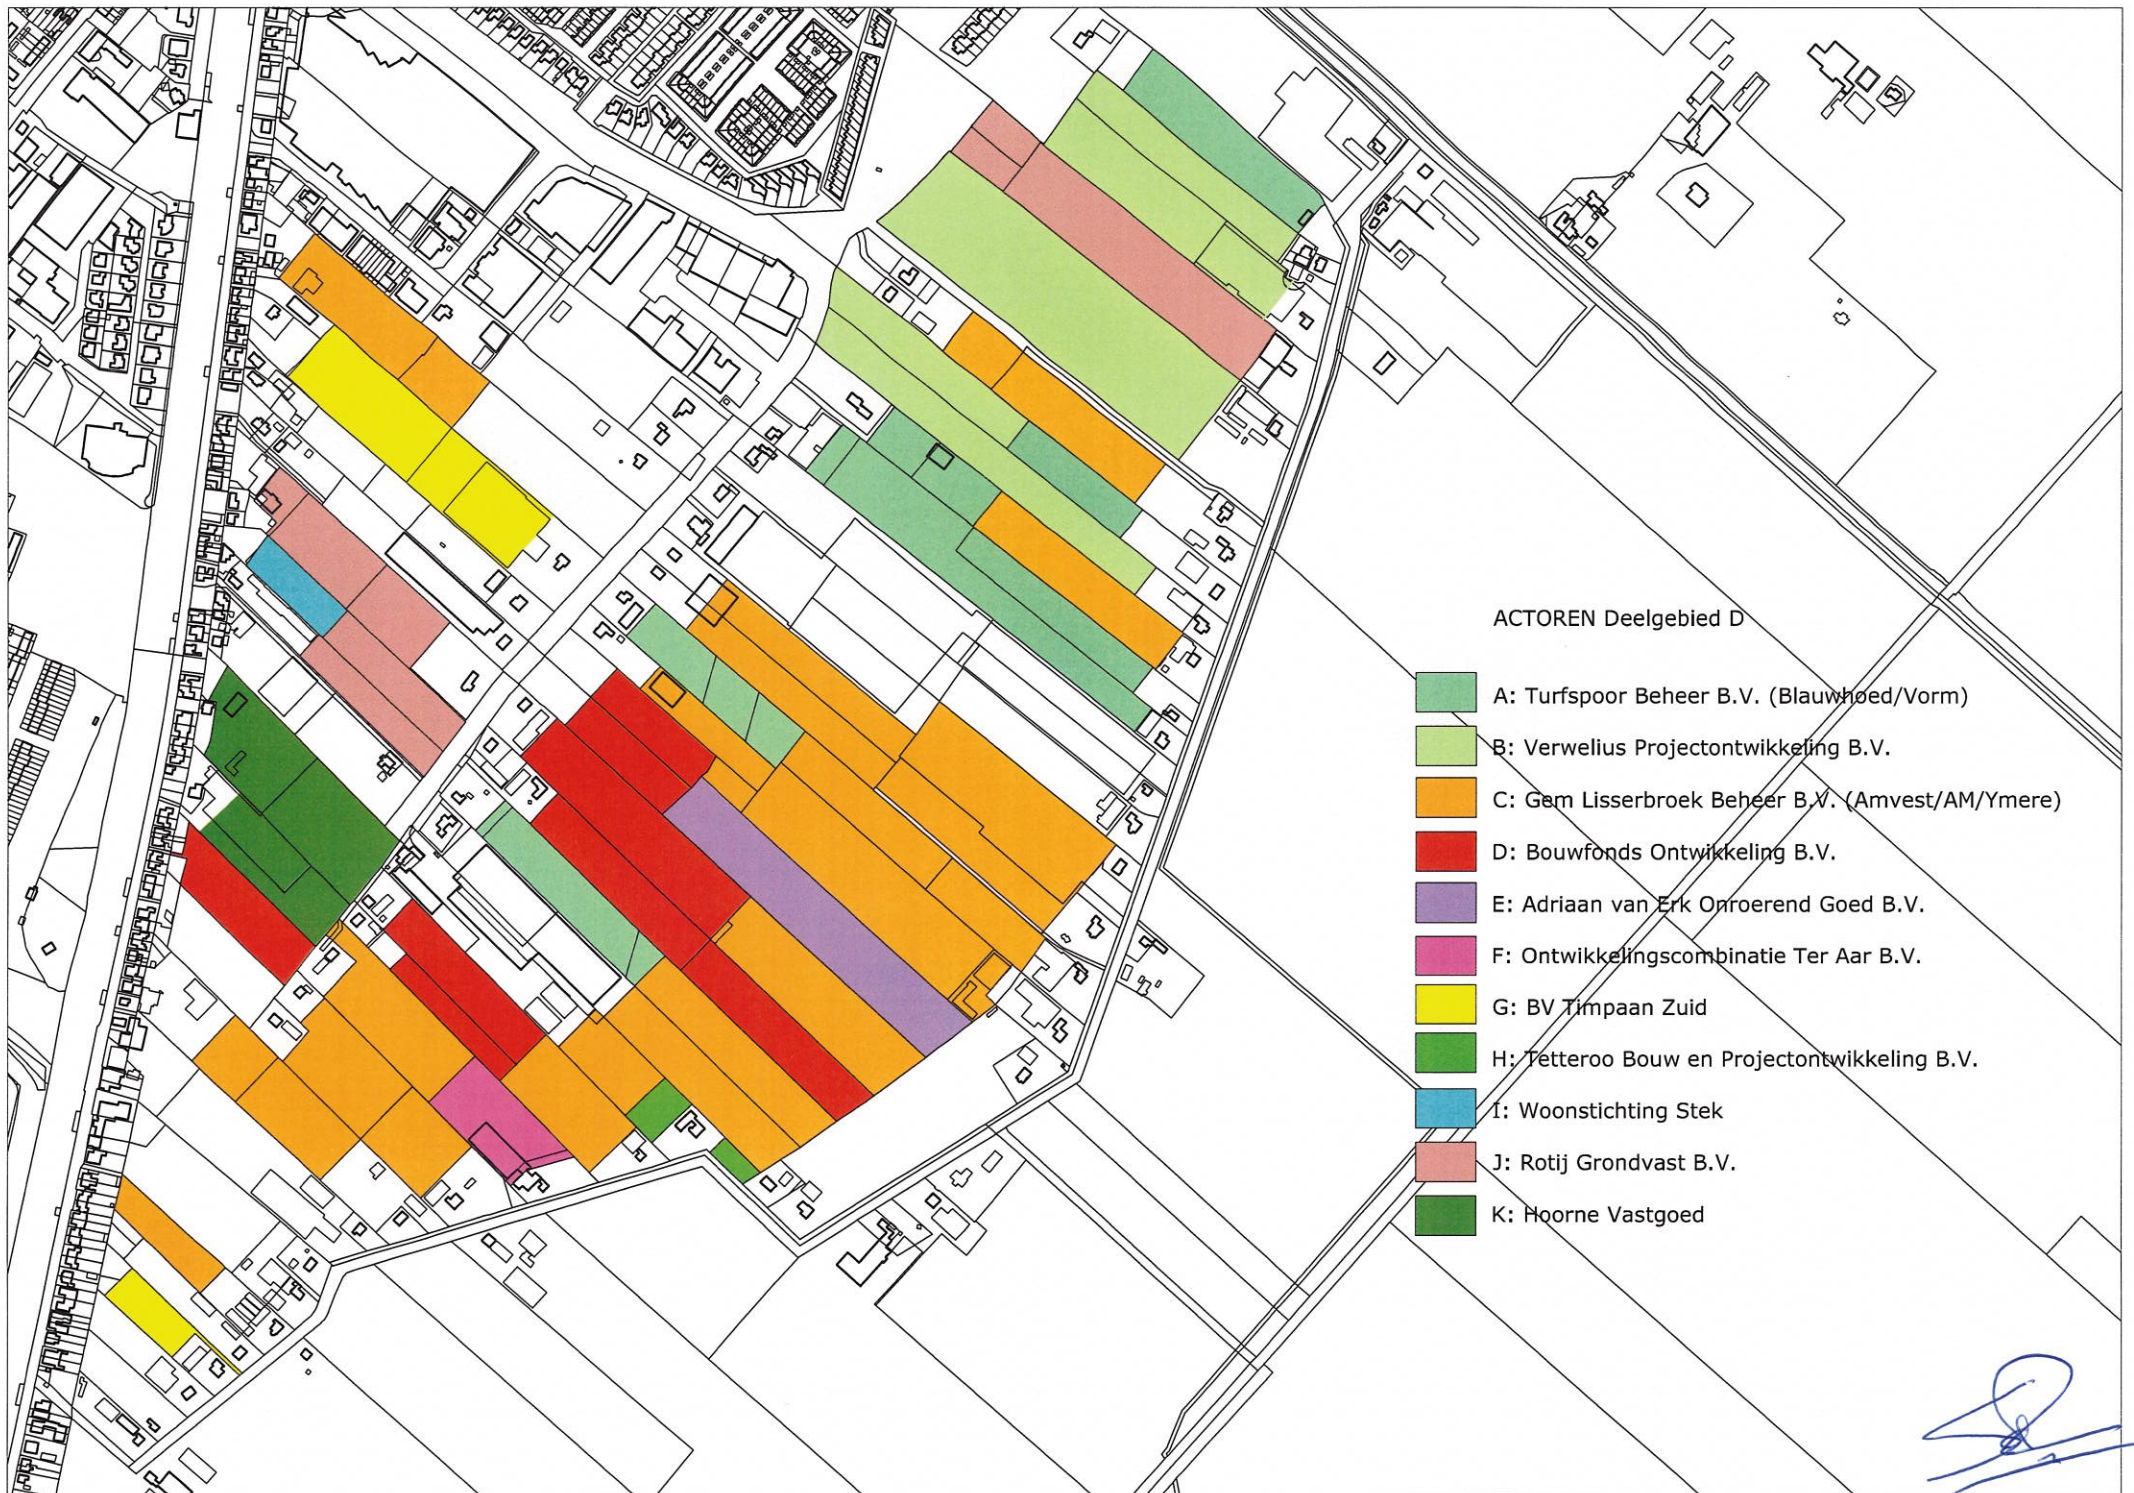 ACTOREN Deelgebied D
A: Turfspoor Beheer B.V. (Blauwhoed/Vorm)
B: Verwelius Projectontwikkeling B.V.
C: Gem Lisserbroek Beheer B.V. (Amvest/AM/Ymere)
D: Bouwfonds Ontwikkeling B.V.
E: Adriaan van Erk Onroerend Goed B.V.
F: Ontwikkelingscombinatie Ter Aar B.V.
G: BV Timpaan Zuid
H: Tetteroo Bouw en Projectontwikkeling B.V.
I: Woonstichting Stek
J: Rotij Grondvast B.V.
K: Hoorne Vastgoed